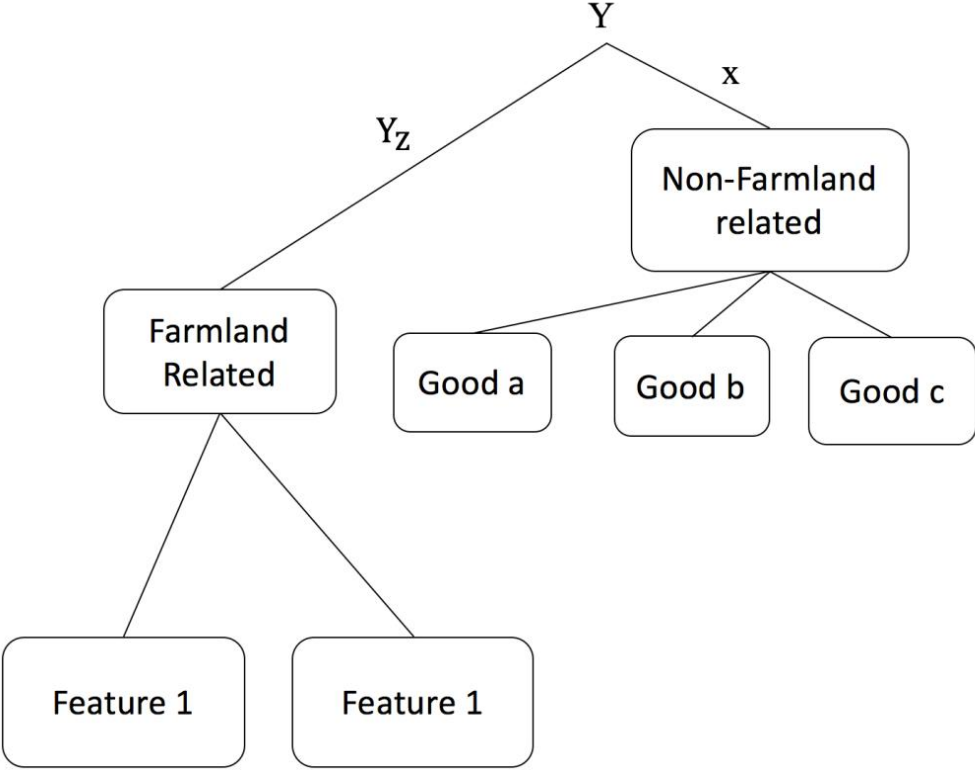 Y
x
Y_Z
Non-Farmland
related
Farmland
Related
Good a
Good b
Good c
Feature 1
Feature 1